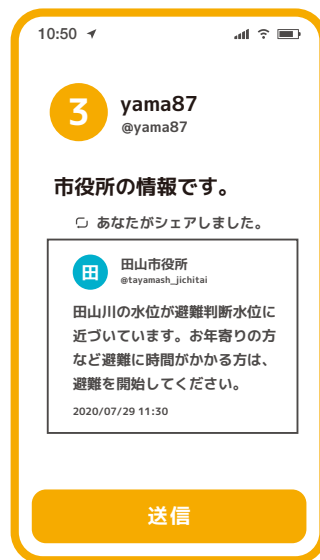 10:50
3
yama87
@yama87
市役所の情報です。
あなたがシェアしました。
田
田山市役所
@tayamash_jichitai
田山川の水位が避難判断水位に
近づいています。お年寄りの方
など避難に時間がかかる方は、
避難を開始してください。
2020/07/29 11:30
送信